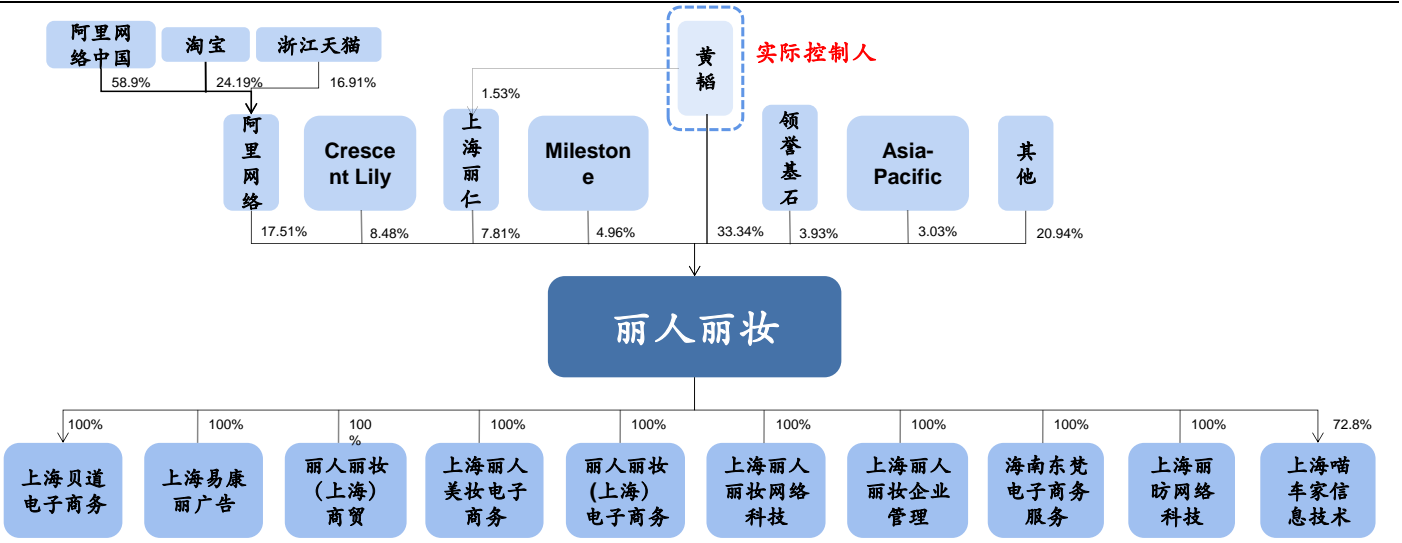 阿里网
络中国
淘宝
浙江天猫
黄
韬
实际控制人
58.9%
24.19%
16.91%
1.53%
阿
里
网
络
Cresce
nt Lily
上
海
丽
仁
Mileston
e
领
誉
基
石
Asia-
Pacific
其
他
17.51%
8.48%
7.81%
4.96%
33.34%
3.93%
3.03%
20.94%
丽人丽妆
100%
100%
100
%
100%
100%
100%
100%
100%
100%
72.8%
上海贝道
电子商务
上海易康
丽广告
丽人丽妆
（上海）
商贸
上海丽人
美妆电子
商务
丽人丽妆
(上海）
电子商务
上海丽人
丽妆网络
科技
上海丽人
丽妆企业
管理
海南东梵
电子商务
服务
上海丽
昉网络
科技
上海喵
车家信
息技术